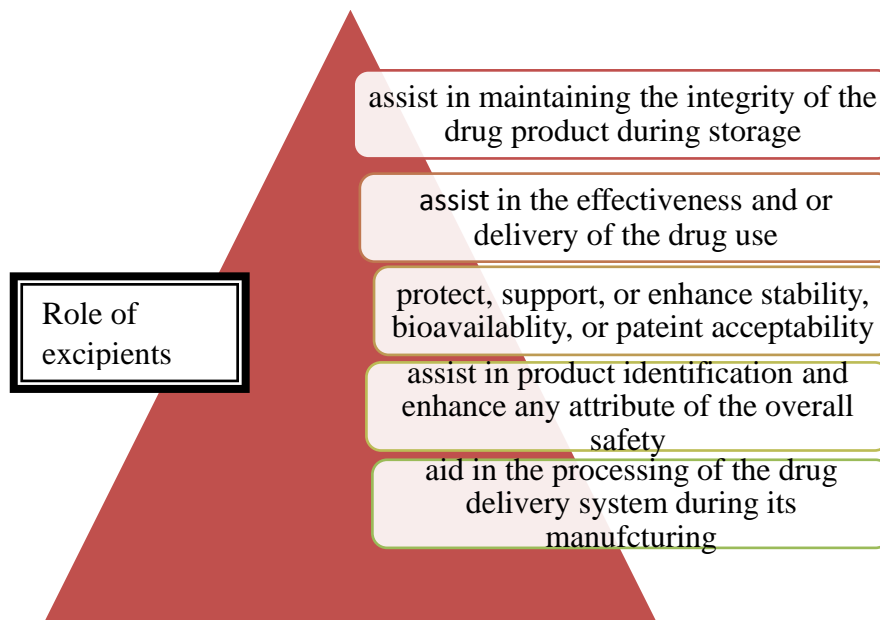 assist in maintaining the integrity of the
drug product during storage
assist in the effectiveness and or
delivery of the drug use
Role of
excipients
protect, support, or enhance stability,
bioavailablity, or pateint acceptability
assist in product identification and
enhance any attribute of the overall
safety
aid in the processing of the drug
delivery system during its
manufcturing